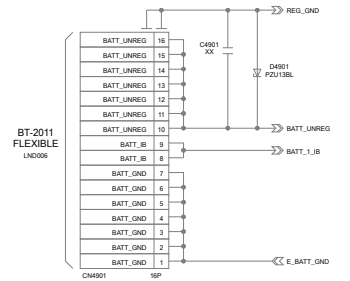 REG_GND
C4901
XX
D4901
PZU13BL
BATT_UNREG 16
BATT_UNREG 15
BATT_UNREG 14
BATT_UNREG 13
BATT_UNREG 12
BATT_UNREG 11
BATT_UNREG 10
BATT_UNREG
BATT_IB 9
BATT_1_IB
BATT_IB 8
BATT_GND 7
BATT_GND 6
BATT_GND 5
BATT_GND 4
BATT_GND 3
BATT_GND 2
BATT_GND 1
E_BATT_GND
BT-2011
FLEXIBLE
LND006
CN4901 16P